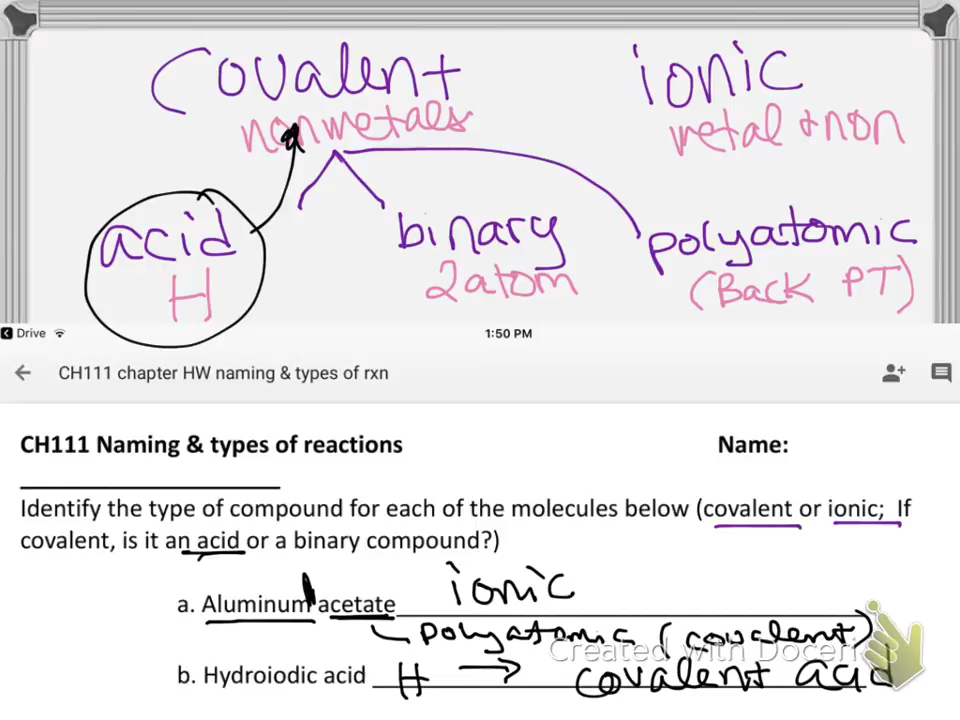 Covalent ionic
nonmetals metal + non
acid binary polyatomic
H 2 atom (Back PT)
Drive 1:50 PM
CH111 chapter HW naming & types of rxn
CH111 Naming & types of reactions Name:
Identify the type of compound for each of the molecules below (covalent or ionic; If
covalent, is it an acid or a binary compound?)
a. Aluminum acetate ionic
polyatomic (covalent)
Created with Doceri
b. Hydroiodic acid H → covalent acid